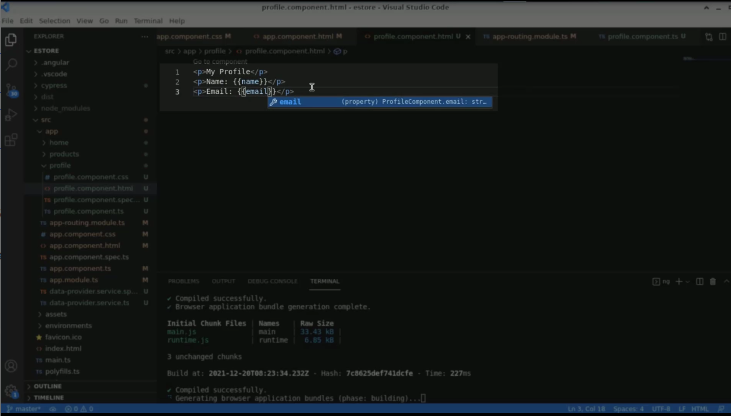 profile.component.html - estore - Visual Studio Code
File Edit Selection View Go Run Terminal Help
EXPLORER
app.component.css M
app.component.html M
profile.component.html U
app-routing.module.ts M
profile.component.ts U
src > app > profile > profile.component.html > p
Go to component
1 <p>My Profile</p>
2 <p>Name: {{name}}</p>
3 <p>Email: {{email}}</p>
email (property) ProfileComponent.email: str...
ESTORE
.angular
.vscode
cypress
dist
node_modules
src
app
home
products
profile
profile.component.css U
profile.component.html U
profile.component.spec... U
profile.component.ts U
app-routing.module.ts M
app.component.css M
app.component.html M
app.component.spec.ts
app.component.ts M
app.module.ts M
data-provider.service.sp... U
data-provider.service.ts U
assets
environments
favicon.ico
index.html
main.ts
polyfills.ts
OUTLINE
TIMELINE
PROBLEMS OUTPUT DEBUG CONSOLE TERMINAL
ng
✓ Compiled successfully.
✓ Browser application bundle generation complete.
Initial Chunk Files | Names | Raw Size
main.js | main | 33.43 kB |
runtime.js | runtime | 6.85 kB |
3 unchanged chunks
Build at: 2021-12-20T08:23:34.232Z - Hash: 7c8625def741dcfe - Time: 227ms
✓ Compiled successfully.
Generating browser application bundles (phase: building)...
master* 0 0
Ln 3, Col 18 Spaces: 4 UTF-8 LF HTML